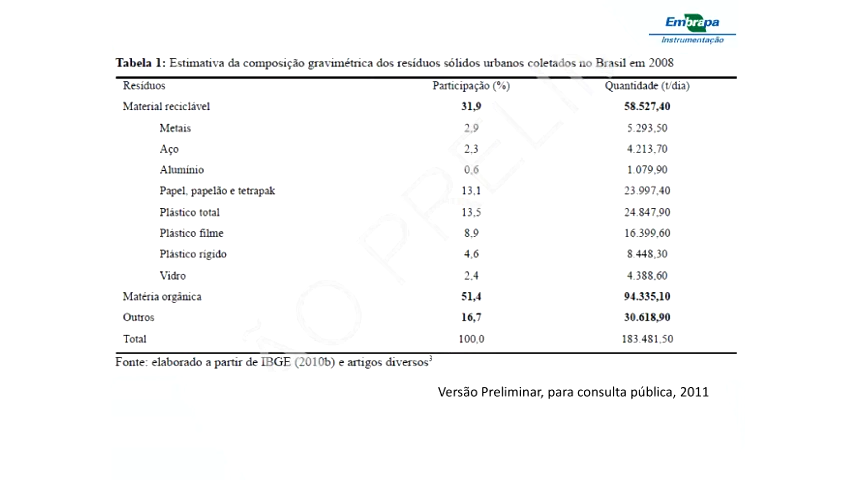 Embrapa
Instrumentação
Tabela 1: Estimativa da composição gravimétrica dos resíduos sólidos urbanos coletados no Brasil em 2008
Resíduos Participação (%) Quantidade (t/dia)
Material reciclável 31,9 58.527,40
Metais 2,9 5.293,50
Aço 2,3 4.213,70
Alumínio 0,6 1.079,90
Papel, papelão e tetrapak 13,1 23.997,40
Plástico total 13,5 24.847,90
Plástico filme 8,9 16.399,60
Plástico rígido 4,6 8.448,30
Vidro 2,4 4.388,60
Matéria orgânica 51,4 94.335,10
Outros 16,7 30.618,90
Total 100,0 183.481,50
Fonte: elaborado a partir de IBGE (2010b) e artigos diversos³
Versão Preliminar, para consulta pública, 2011